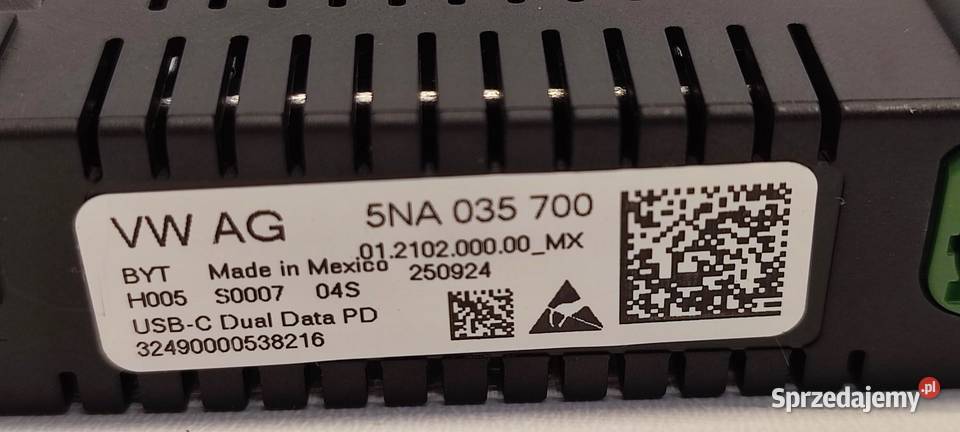 VW AG 5NA 035 700
01.2102.000.00_MX
BYT Made in Mexico 250924
H005 S0007 04S
USB-C Dual Data PD
32490000538216
Sprzedajemy.pl